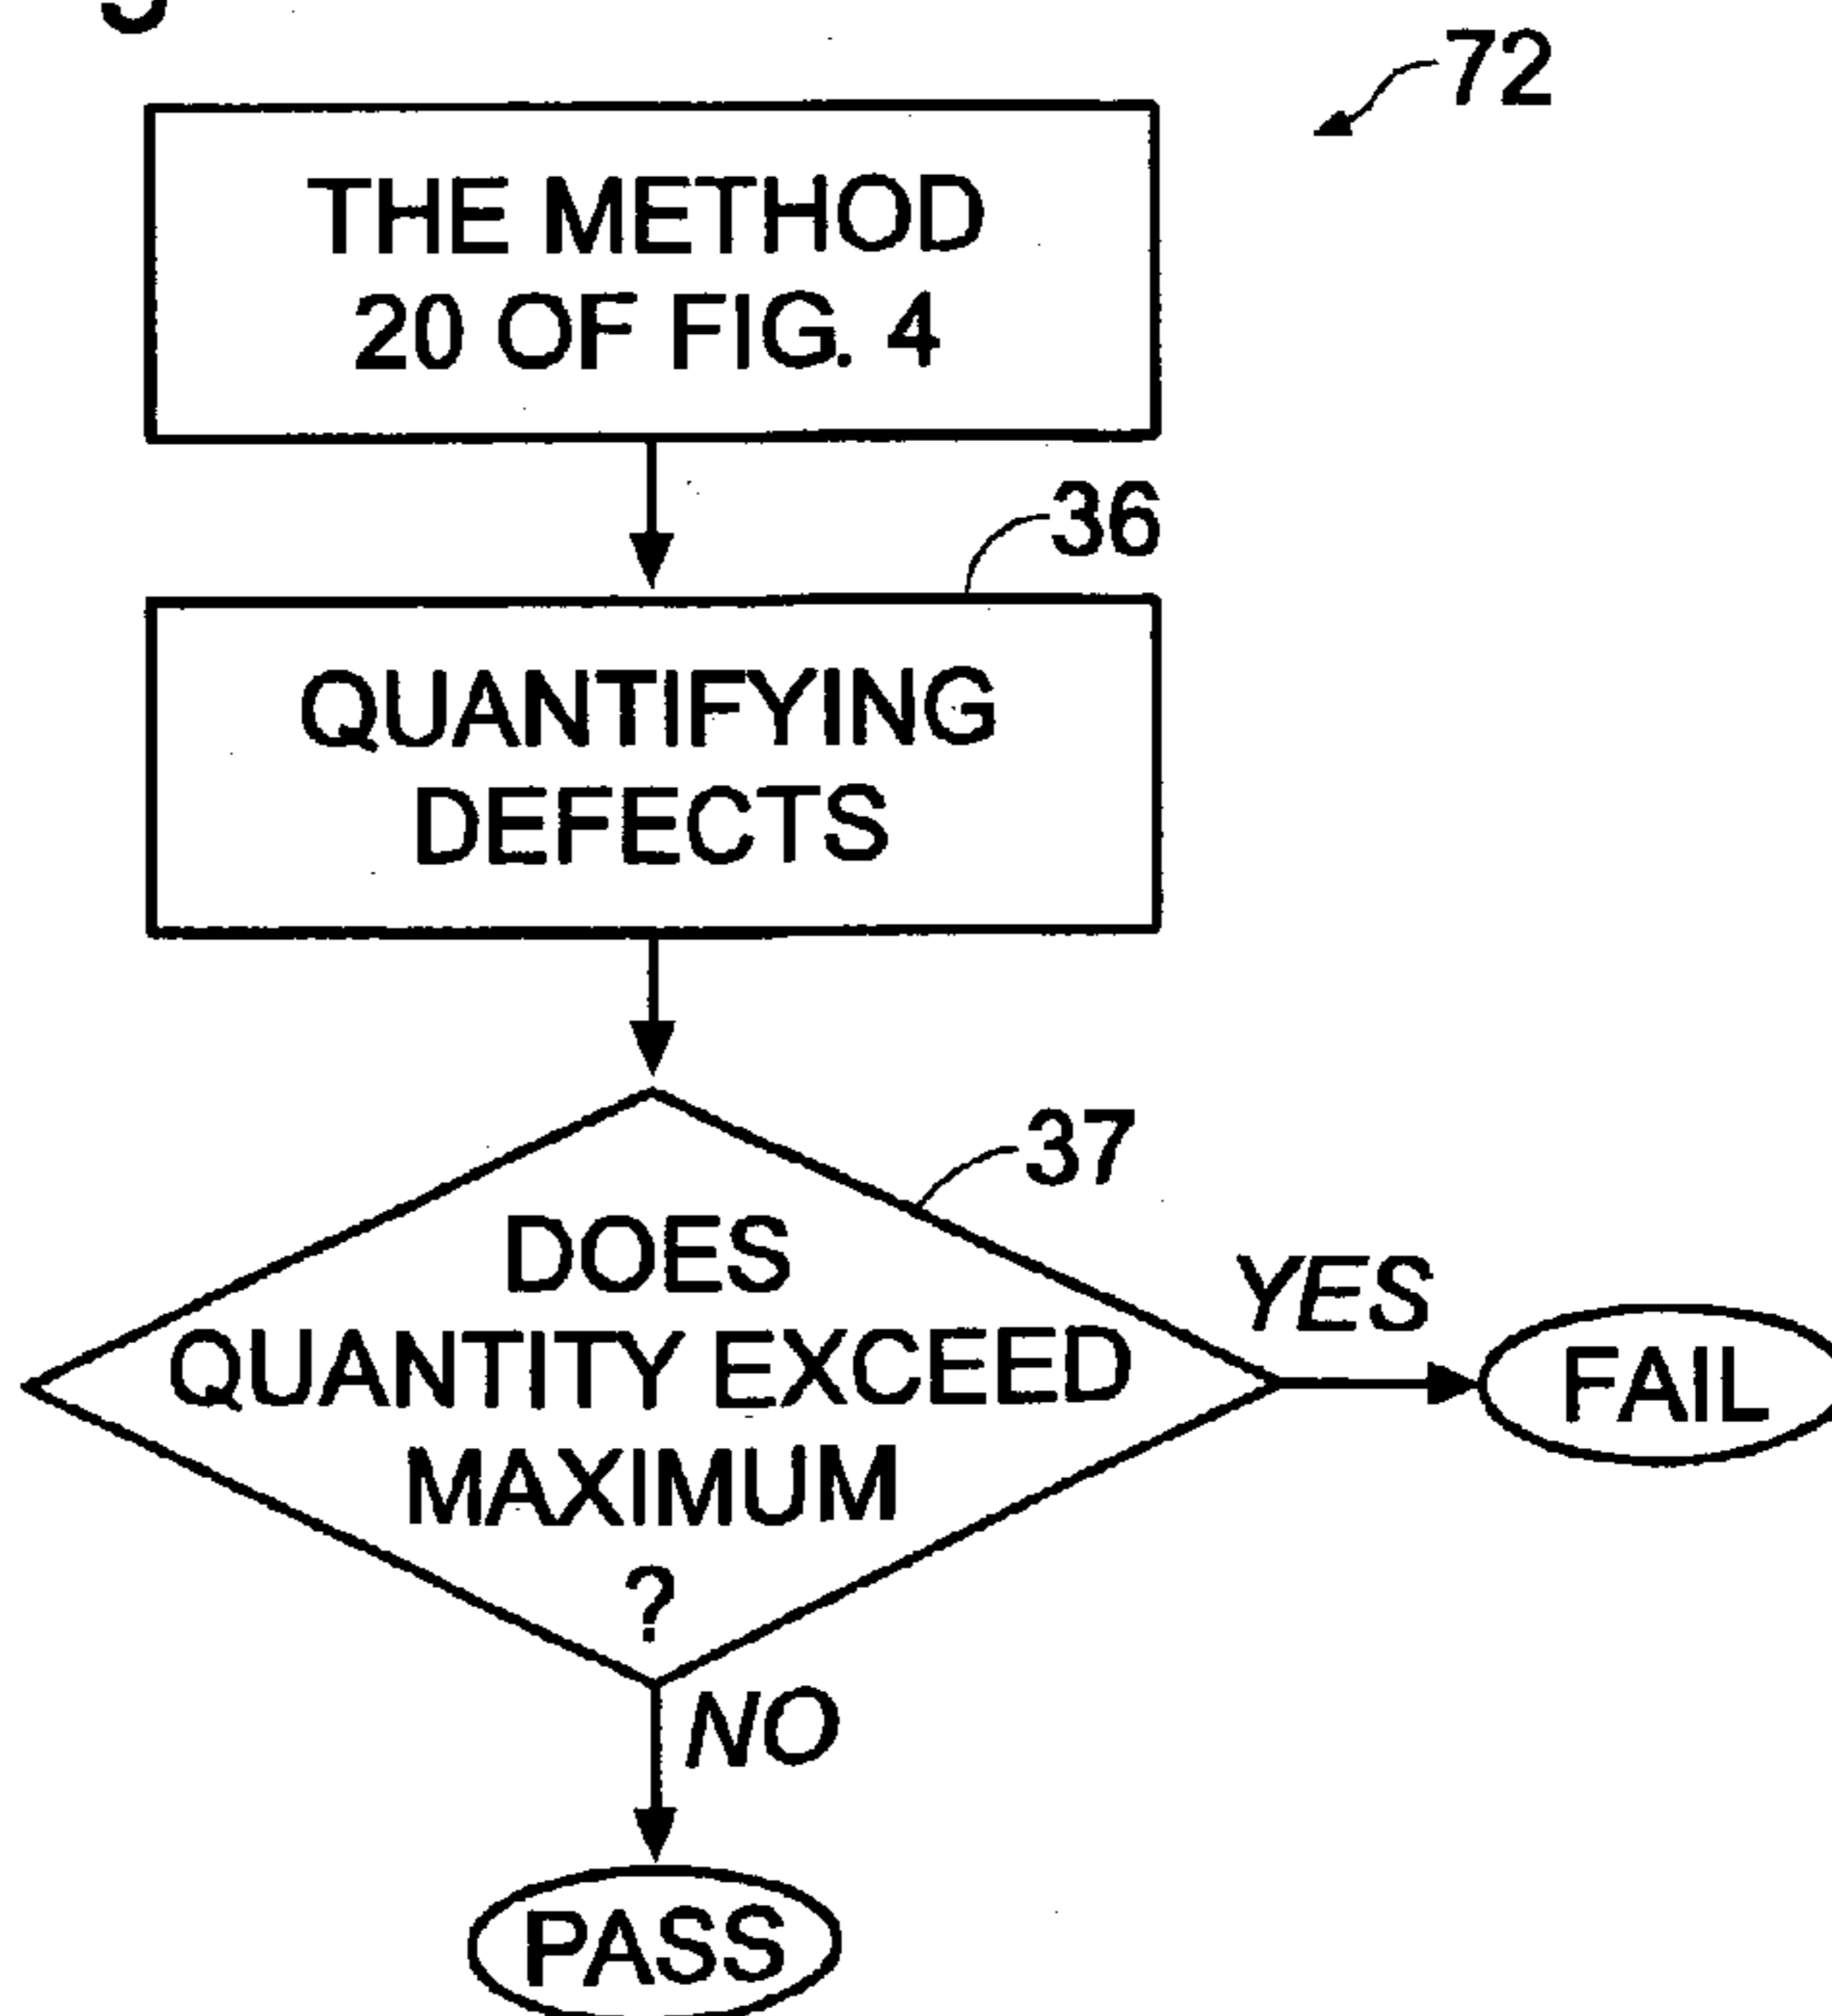 72
THE METHOD
20 OF FIG. 4
36
QUANTIFYING
DEFECTS
37
DOES
QUANTITY EXCEED
MAXIMUM
?
YES
FAIL
NO
PASS